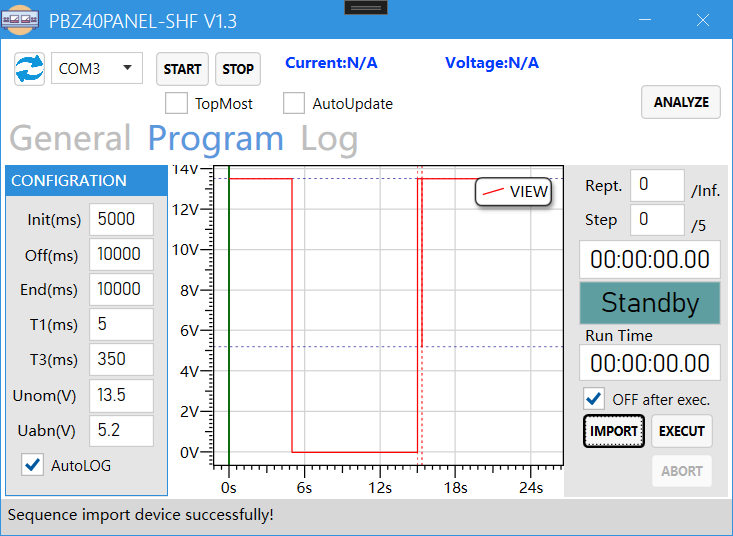 PBZ40PANEL-SHF V1.3
COM3
START
STOP
Current:N/A
Voltage:N/A
TopMost
AutoUpdate
ANALYZE
General Program Log
CONFIGRATION
Init(ms) 5000
Off(ms) 10000
End(ms) 10000
T1(ms) 5
T3(ms) 350
Unom(V) 13.5
Uabn(V) 5.2
AutoLOG
14V
12V
10V
8V
6V
4V
2V
0V
0s 6s 12s 18s 24s
VIEW
Rept. 0 /Inf.
Step 0 /5
00:00:00.00
Standby
Run Time
00:00:00.00
OFF after exec.
IMPORT
EXECUT
ABORT
Sequence import device successfully!